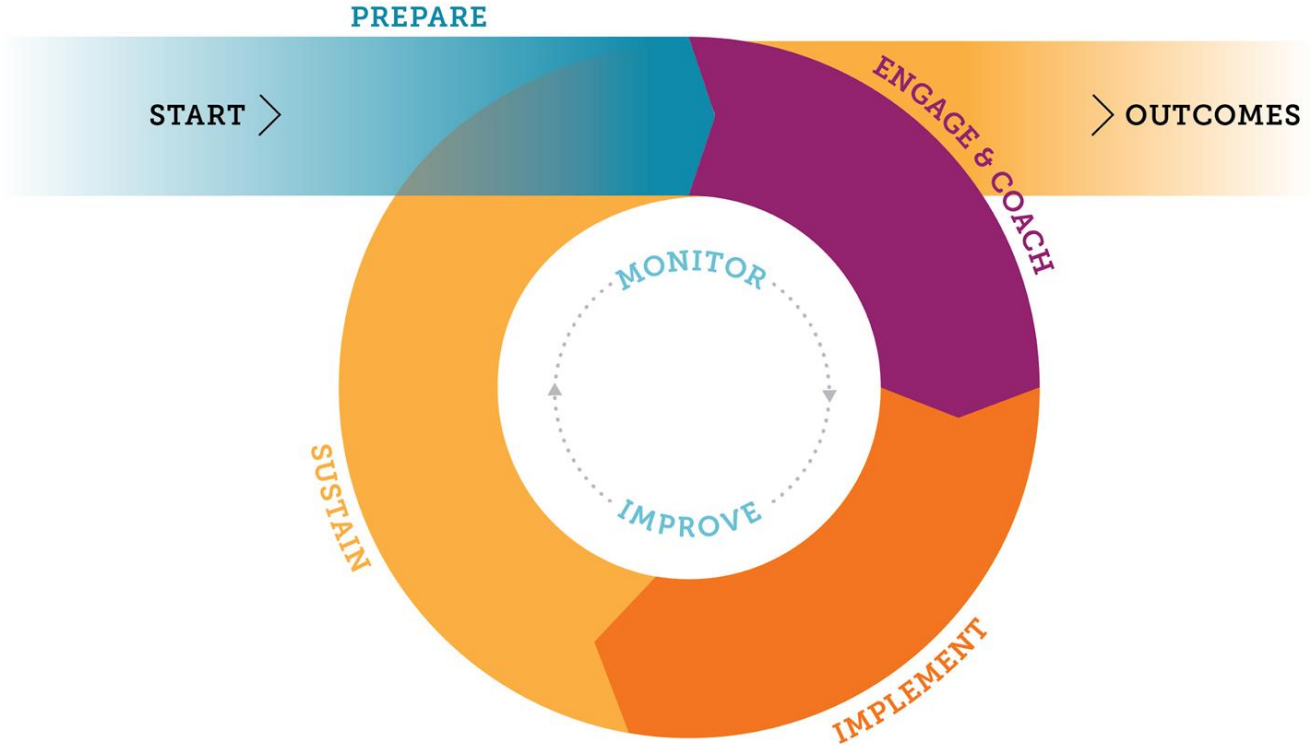 PREPARE
START
OUTCOMES
ENGAGE & COACH
MONITOR
IMPROVE
SUSTAIN
IMPLEMENT